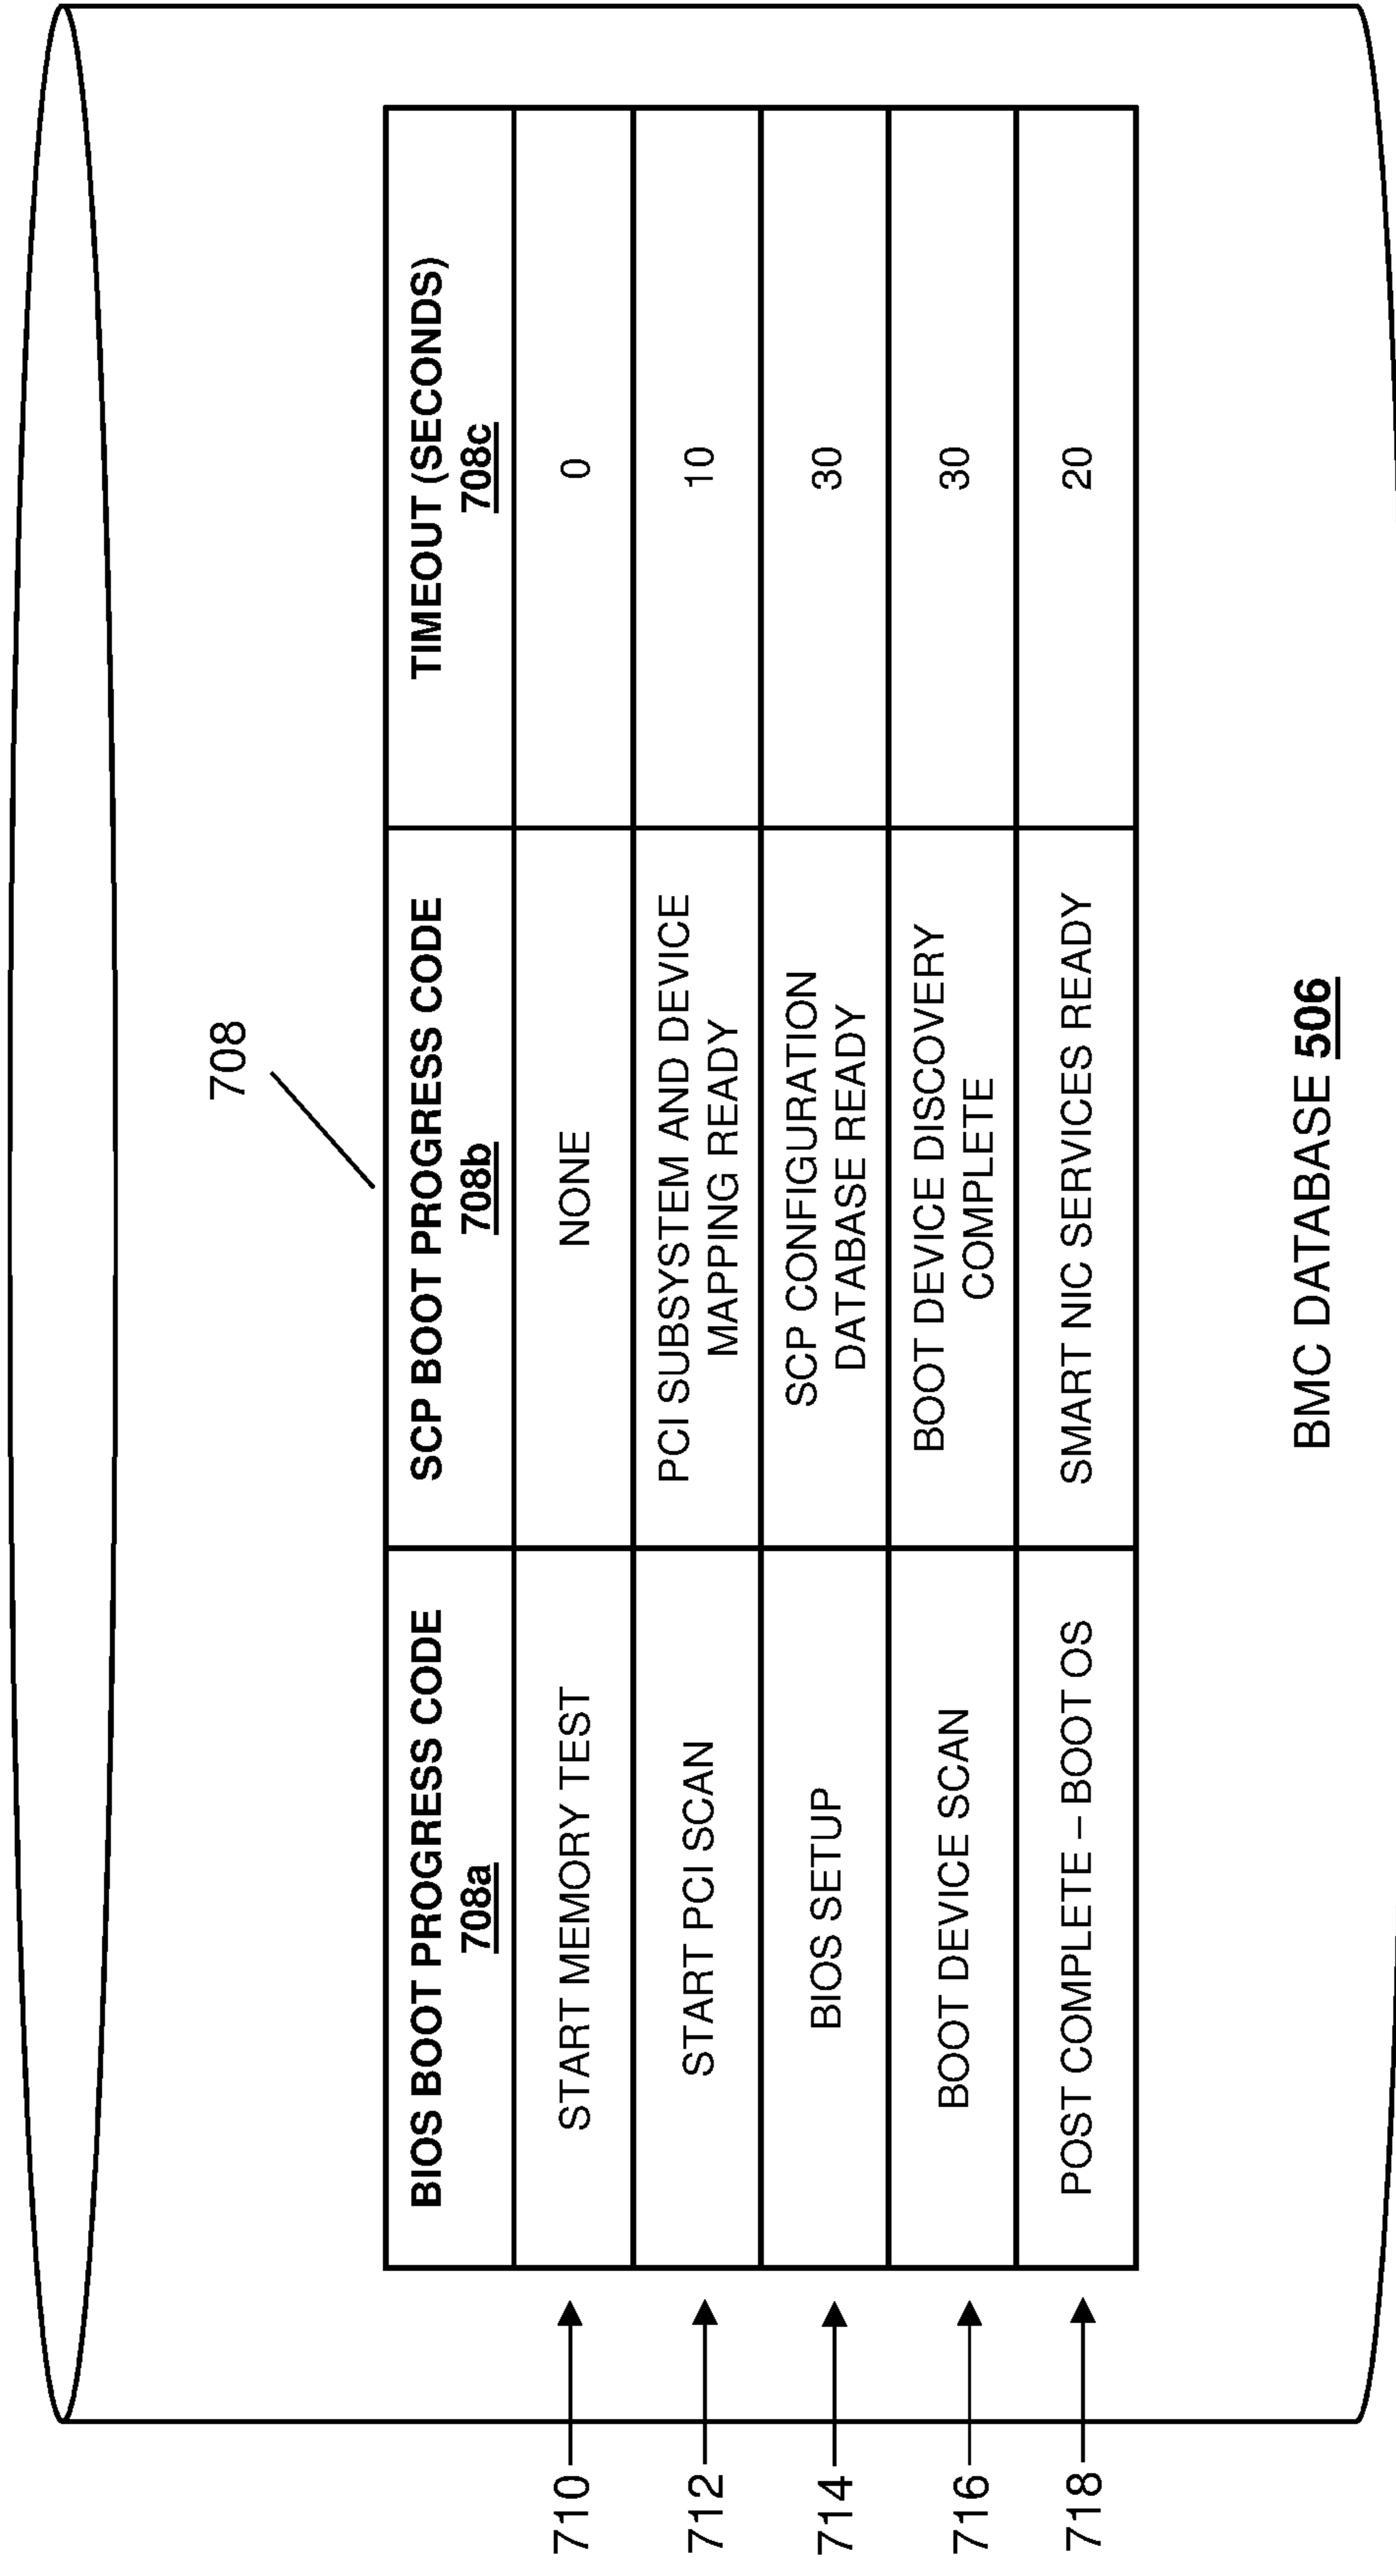 708
BIOS BOOT PROGRESS CODE
708a
SCP BOOT PROGRESS CODE
708b
TIMEOUT (SECONDS)
708c
710
START MEMORY TEST
NONE
0
712
START PCI SCAN
PCI SUBSYSTEM AND DEVICE
MAPPING READY
10
714
BIOS SETUP
SCP CONFIGURATION
DATABASE READY
30
716
BOOT DEVICE SCAN
BOOT DEVICE DISCOVERY
COMPLETE
30
718
POST COMPLETE – BOOT OS
SMART NIC SERVICES READY
20
BMC DATABASE 506